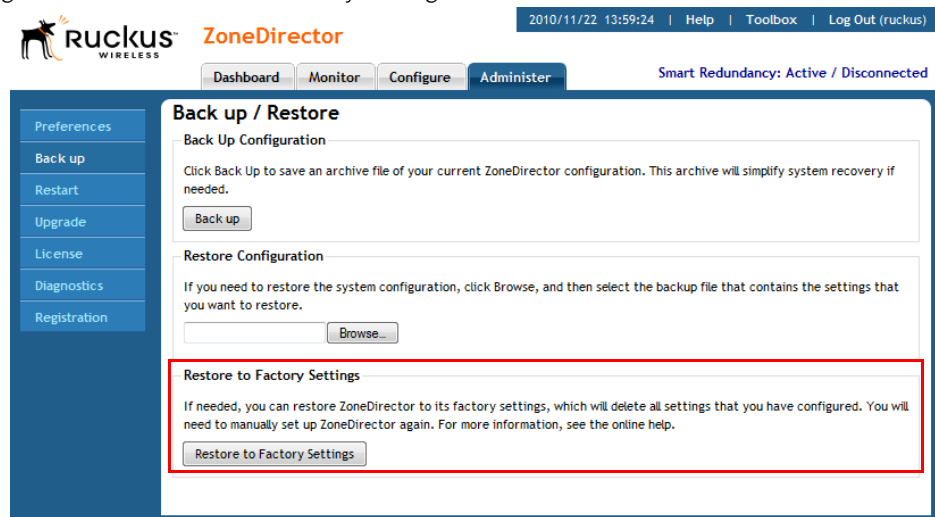 2010/11/22 13:59:24 | Help | Toolbox | Log Out (ruckus)
Ruckus™ ZoneDirector
WIRELESS
Dashboard Monitor Configure Administer Smart Redundancy: Active / Disconnected
Preferences
Back up
Restart
Upgrade
License
Diagnostics
Registration
Back up / Restore
Back Up Configuration
Click Back Up to save an archive file of your current ZoneDirector configuration. This archive will simplify system recovery if
needed.
Back up
Restore Configuration
If you need to restore the system configuration, click Browse, and then select the backup file that contains the settings that
you want to restore.
Browse...
Restore to Factory Settings
If needed, you can restore ZoneDirector to its factory settings, which will delete all settings that you have configured. You will
need to manually set up ZoneDirector again. For more information, see the online help.
Restore to Factory Settings